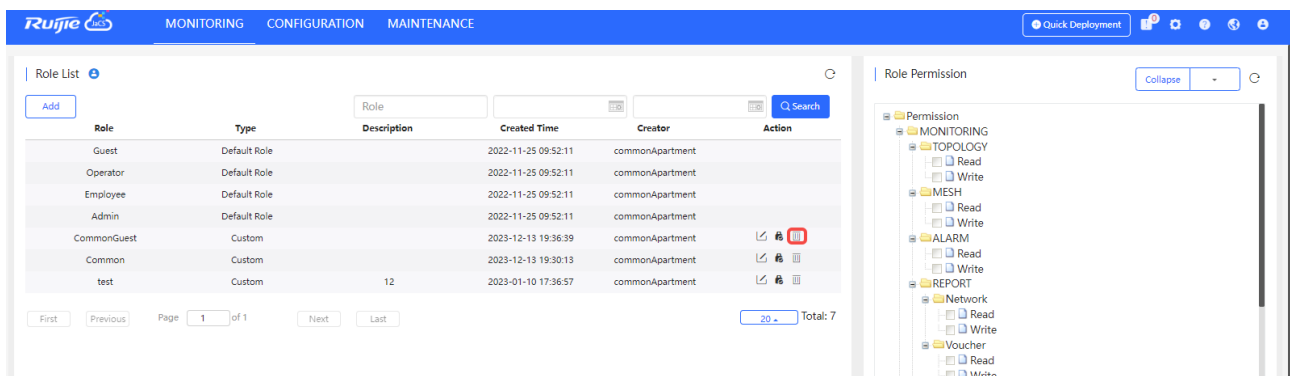 Ruijie JaCS MONITORING CONFIGURATION MAINTENANCE Quick Deployment 0
Role List
Add Role Search
Role Type Description Created Time Creator Action
Guest Default Role 2022-11-25 09:52:11 commonApartment
Operator Default Role 2022-11-25 09:52:11 commonApartment
Employee Default Role 2022-11-25 09:52:11 commonApartment
Admin Default Role 2022-11-25 09:52:11 commonApartment
CommonGuest Custom 2023-12-13 19:36:39 commonApartment
Common Custom 2023-12-13 19:30:13 commonApartment
test Custom 12 2023-01-10 17:36:57 commonApartment
First Previous Page 1 of 1 Next Last 20 Total: 7
Role Permission Collapse
Permission
MONITORING
TOPOLOGY
Read
Write
MESH
Read
Write
ALARM
Read
Write
REPORT
Network
Read
Write
Voucher
Read
Write